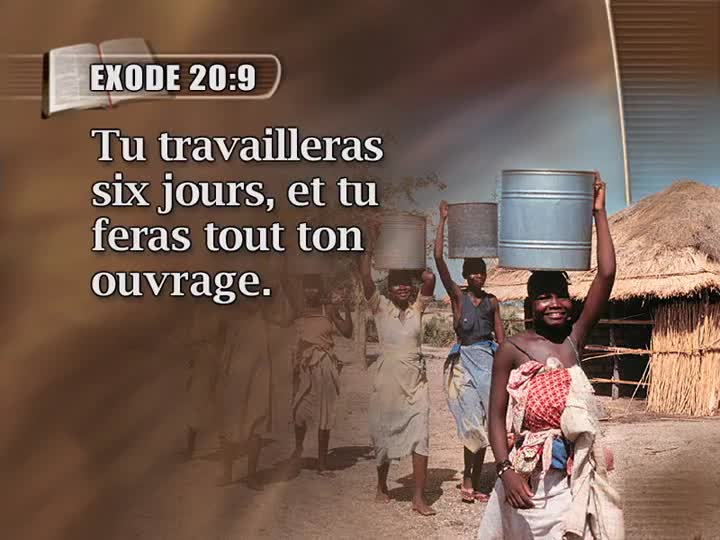 EXODE 20:9
Tu travailleras
six jours, et tu
feras tout ton
ouvrage.